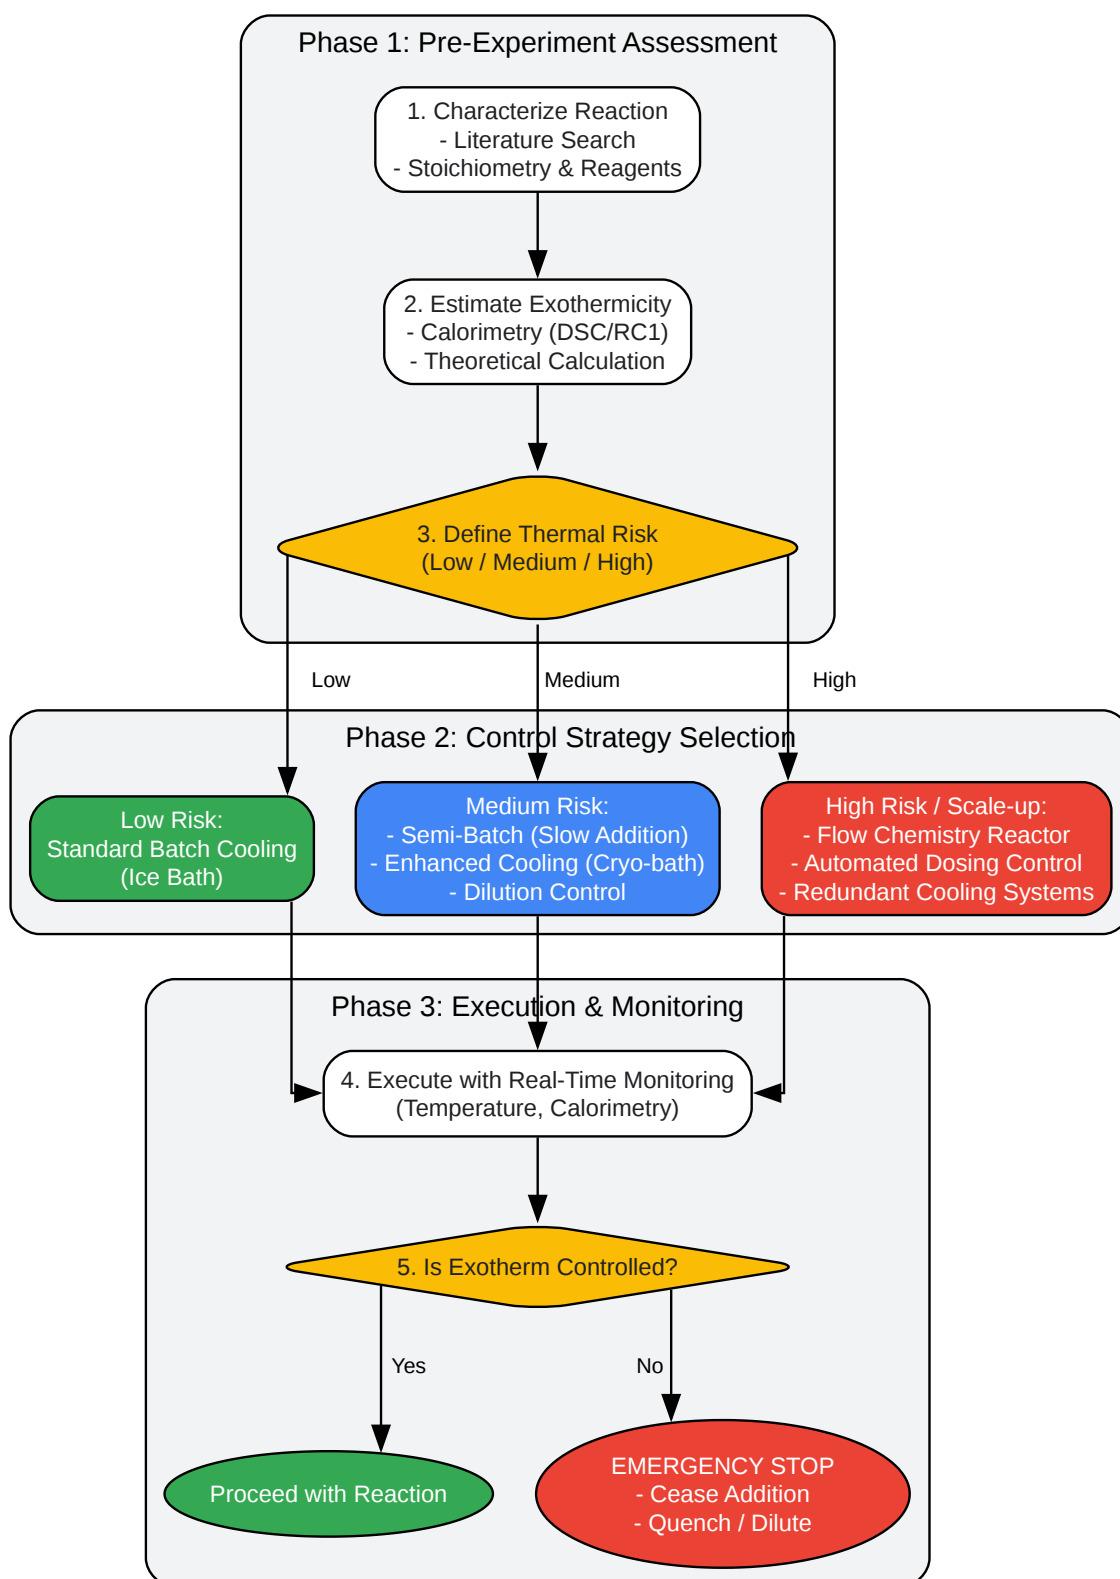 Phase 1: Pre-Experiment Assessment
1. Characterize Reaction
- Literature Search
- Stoichiometry & Reagents
2. Estimate Exothermicity
- Calorimetry (DSC/RC1)
- Theoretical Calculation
3. Define Thermal Risk
(Low / Medium / High)
Low
Medium
High
Phase 2: Control Strategy Selection
Low Risk:
Standard Batch Cooling
(Ice Bath)
Medium Risk:
- Semi-Batch (Slow Addition)
- Enhanced Cooling (Cryo-bath)
- Dilution Control
High Risk / Scale-up:
- Flow Chemistry Reactor
- Automated Dosing Control
- Redundant Cooling Systems
Phase 3: Execution & Monitoring
4. Execute with Real-Time Monitoring
(Temperature, Calorimetry)
5. Is Exotherm Controlled?
Yes
No
Proceed with Reaction
EMERGENCY STOP
- Cease Addition
- Quench / Dilute